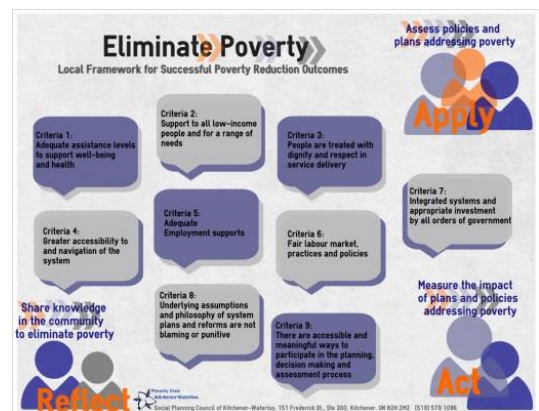 Eliminate Poverty
Local Framework for Successful Poverty Reduction Outcomes
Assess policies and
plans addressing poverty
Apply
Criteria 1:
Adequate assistance levels
to support well-being
and health
Criteria 2:
Support to all low-income
people and for a range of
needs
Criteria 3:
People are treated with
dignity and respect in
service delivery
Criteria 4:
Greater accessibility to
and navigation of the
system
Criteria 5:
Adequate
Employment supports
Criteria 6:
Fair labour market,
practices and policies
Criteria 7:
Integrated systems and
appropriate investment
by all orders of government
Criteria 8:
Underlying assumptions
and philosophy of system
plans and reforms are not
blaming or punitive
Criteria 9:
There are accessible and
meaningful ways to
participate in the planning,
decision making and
assessment process
Share knowledge
in the community
to eliminate poverty
Reflect
Measure the impact
of plans and policies
addressing poverty
Act
Poverty Free
Kitchener-Waterloo
Social Planning Council of Kitchener-Waterloo, 151 Frederick St., Ste 300, Kitchener, ON N2H 2M2 (519) 579 1096